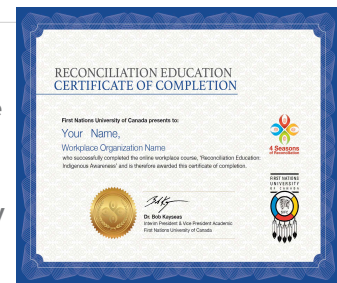 RECONCILIATION EDUCATION
CERTIFICATE OF COMPLETION
First Nations University of Canada presents to:
Your Name,
Workplace Organization Name
who successfully completed the online workplace course, 'Reconciliation Education:
Indigenous Awareness' and is therefore awarded this certificate of completion.
4 Seasons
of Reconciliation
FIRST NATIONS
UNIVERSITY
OF CANADA
Dr. Bob Kayseas
Interim President & Vice President Academic
First Nations University of Canada